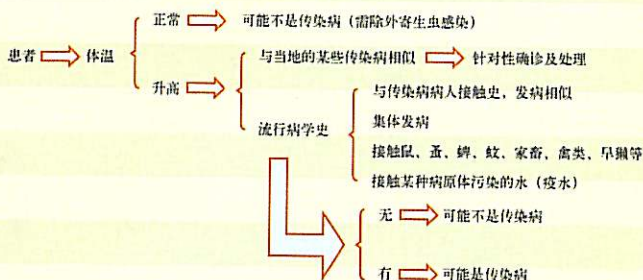 正常 可能不是传染病（需除外寄生虫感染）
患者 体温
与当地的某些传染病相似 针对性确诊及处理
升高
与传染病病人接触史，发病相似
集体发病
流行病学史
接触鼠、蚤、蜱、蚊、家畜、禽类、旱獭等
接触某种病原体污染的水（疫水）
无 可能不是传染病
有 可能是传染病